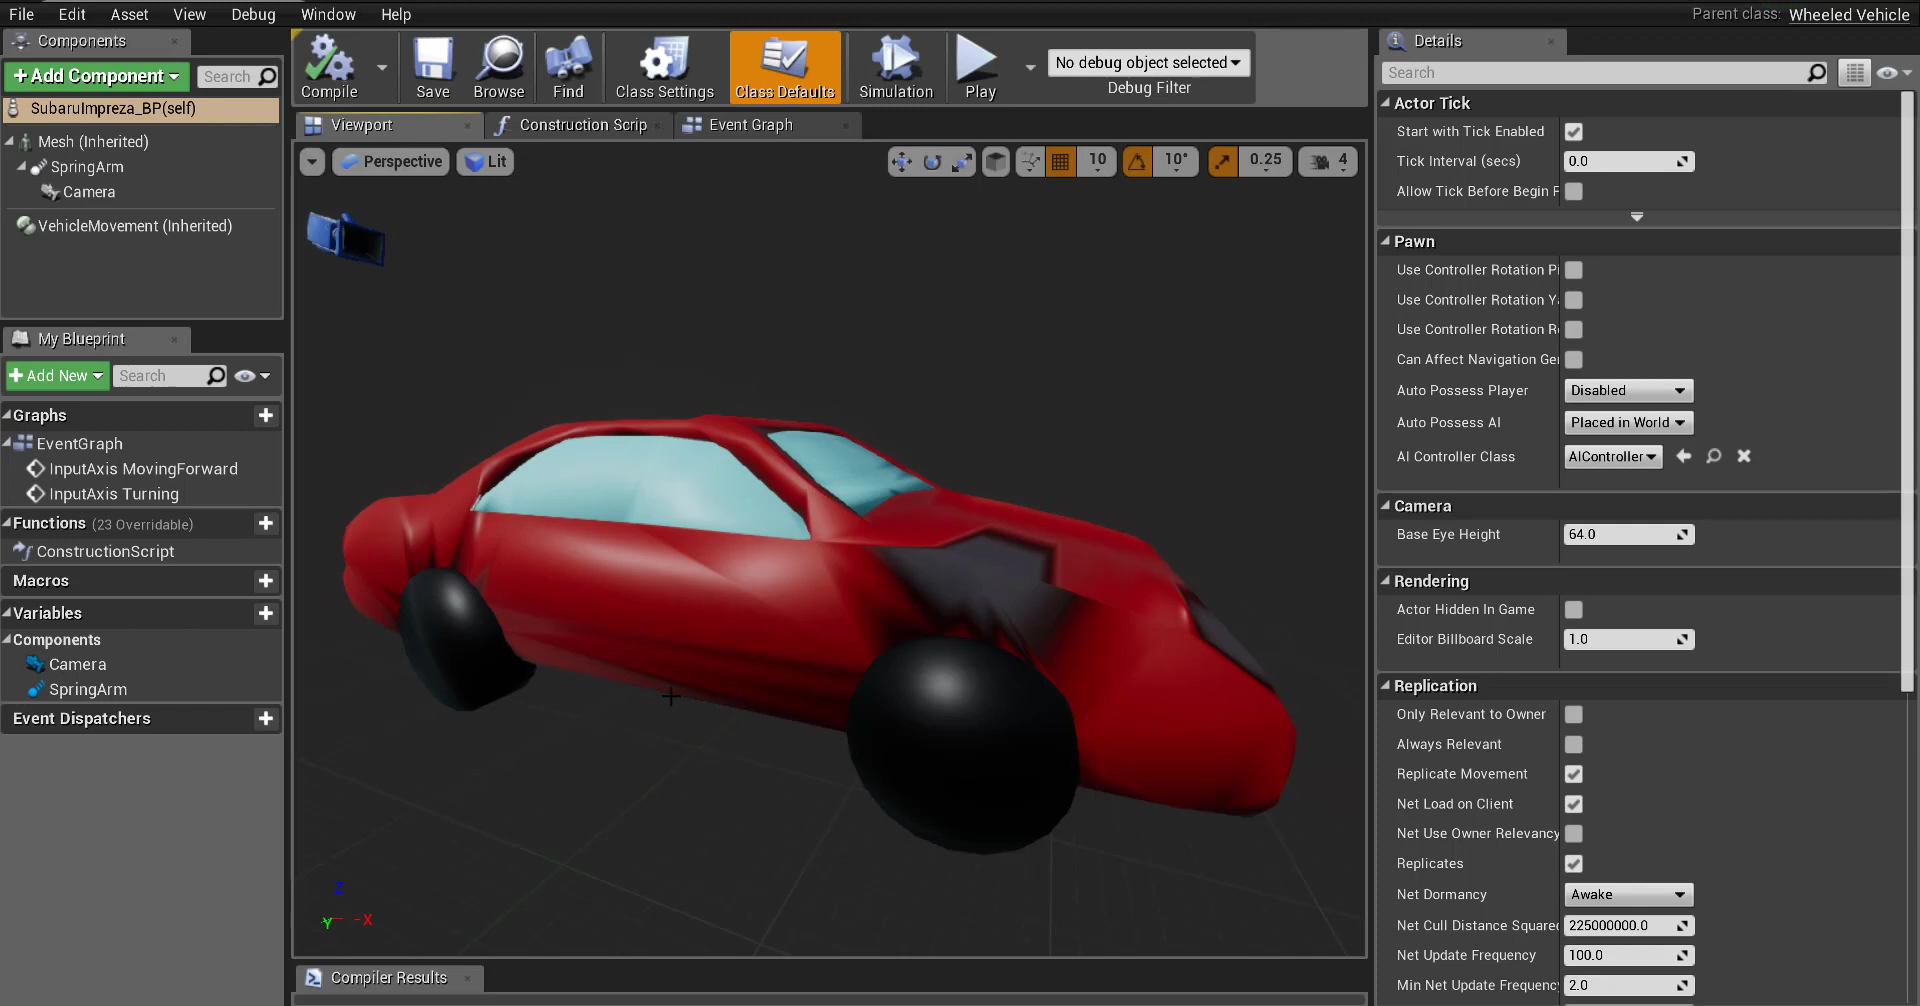 File Edit Asset View Debug Window Help
Parent class: Wheeled Vehicle
Components
+Add Component
Search
SubaruImpreza_BP(self)
Mesh (Inherited)
SpringArm
Camera
VehicleMovement (Inherited)
My Blueprint
+Add New
Search
Graphs
EventGraph
InputAxis MovingForward
InputAxis Turning
Functions (23 Overridable)
ConstructionScript
Macros
Variables
Components
Camera
SpringArm
Event Dispatchers
Compile
Save
Browse
Find
Class Settings
Class Defaults
Simulation
Play
No debug object selected
Debug Filter
Viewport
Construction Scrip
Event Graph
Perspective
Lit
10
10°
0.25
4
Z
Y
-X
Compiler Results
Details
Search
Actor Tick
Start with Tick Enabled
Tick Interval (secs) 0.0
Allow Tick Before Begin P
Pawn
Use Controller Rotation Pi
Use Controller Rotation Y
Use Controller Rotation R
Can Affect Navigation Ge
Auto Possess Player Disabled
Auto Possess AI Placed in World
AI Controller Class AIController
Camera
Base Eye Height 64.0
Rendering
Actor Hidden In Game
Editor Billboard Scale 1.0
Replication
Only Relevant to Owner
Always Relevant
Replicate Movement
Net Load on Client
Net Use Owner Relevancy
Replicates
Net Dormancy Awake
Net Cull Distance Squared 225000000.0
Net Update Frequency 100.0
Min Net Update Frequency 2.0